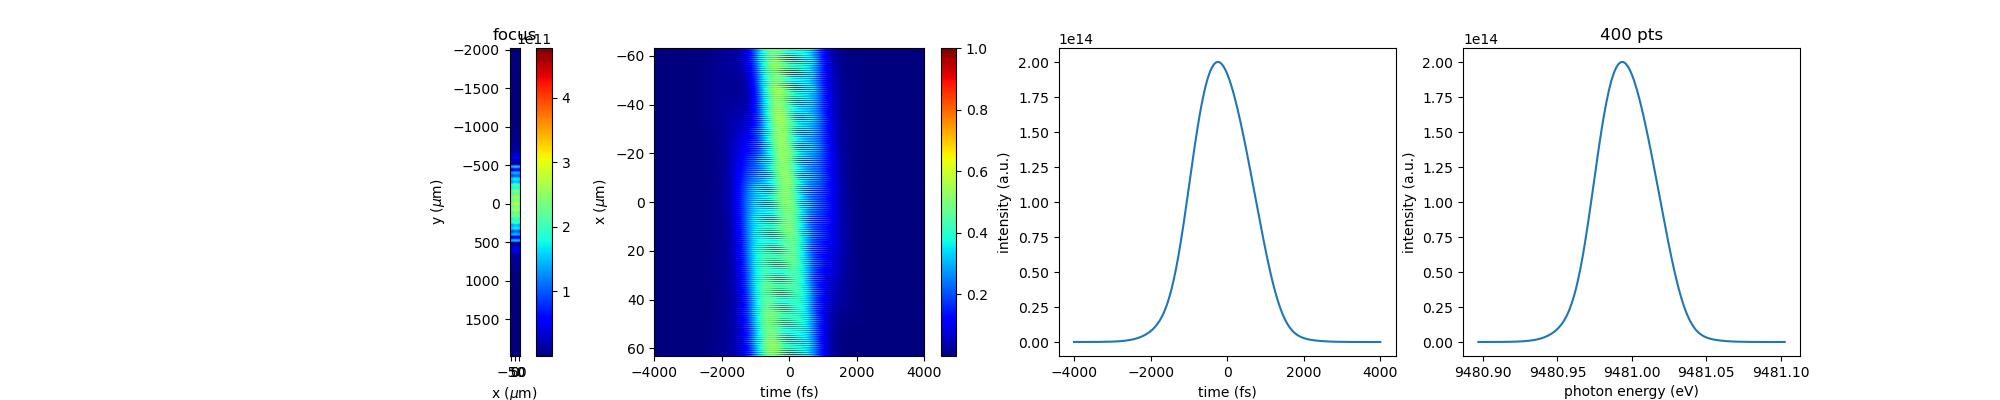 focus
1e11
−2000
−1500
−1000
−500
0
500
1000
1500
y (μm)
x (μm)
4
3
2
1
−60
−40
−20
0
20
40
60
x (μm)
−4000 −2000 0 2000 4000
time (fs)
1.0
0.8
0.6
0.4
0.2
1e14
2.00
1.75
1.50
1.25
1.00
0.75
0.50
0.25
0.00
intensity (a.u.)
−4000 −2000 0 2000 4000
time (fs)
400 pts
1e14
2.00
1.75
1.50
1.25
1.00
0.75
0.50
0.25
0.00
intensity (a.u.)
9480.90 9480.95 9481.00 9481.05 9481.10
photon energy (eV)